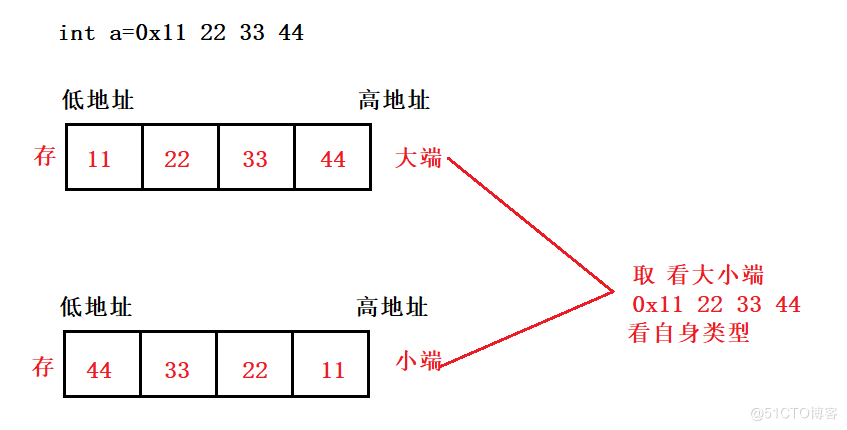 int a=0x11 22 33 44
低地址 高地址
存 11 22 33 44 大端
取 看大小端
0x11 22 33 44
看自身类型
低地址 高地址
存 44 33 22 11 小端
@51CTO博客